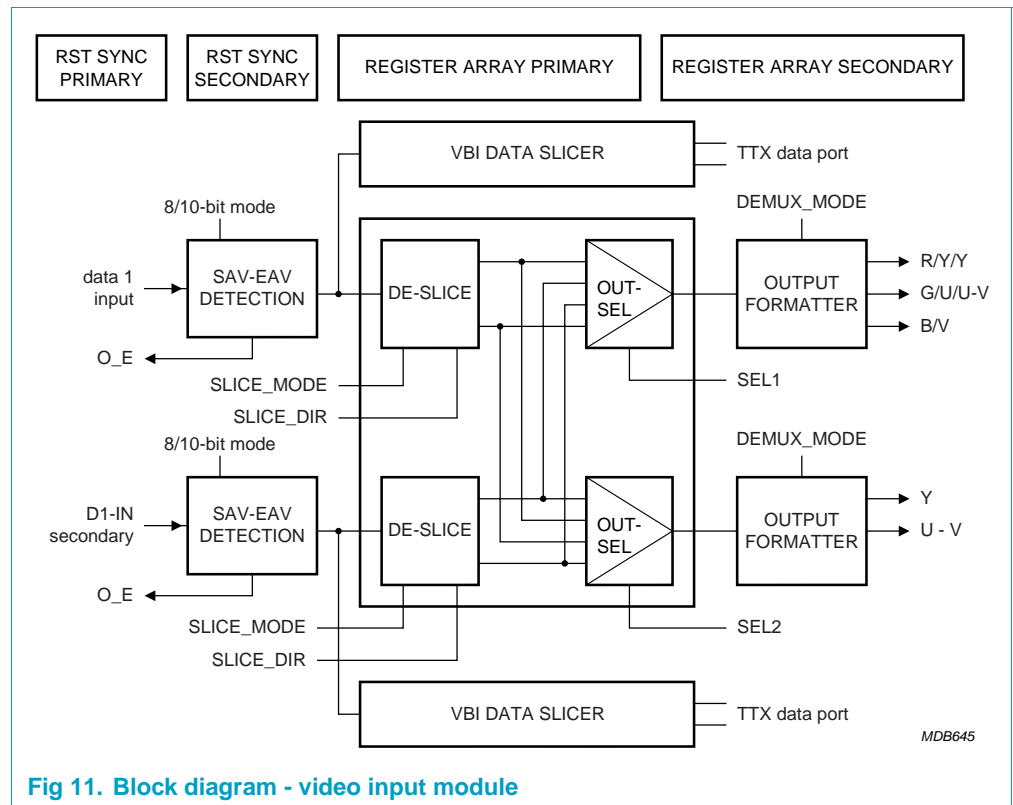 RST SYNC
PRIMARY
RST SYNC
SECONDARY
REGISTER ARRAY PRIMARY
REGISTER ARRAY SECONDARY
VBI DATA SLICER
TTX data port
8/10-bit mode
DEMUX_MODE
data 1
input
SAV-EAV
DETECTION
DE-SLICE
OUT-
SEL
OUTPUT
FORMATTER
R/Y/Y
G/U/U-V
B/V
O_E
SLICE_MODE
SEL1
SLICE_DIR
8/10-bit mode
DEMUX_MODE
D1-IN
secondary
SAV-EAV
DETECTION
DE-SLICE
OUT-
SEL
OUTPUT
FORMATTER
Y
U - V
O_E
SLICE_MODE
SEL2
SLICE_DIR
VBI DATA SLICER
TTX data port
MDB645
Fig 11. Block diagram - video input module